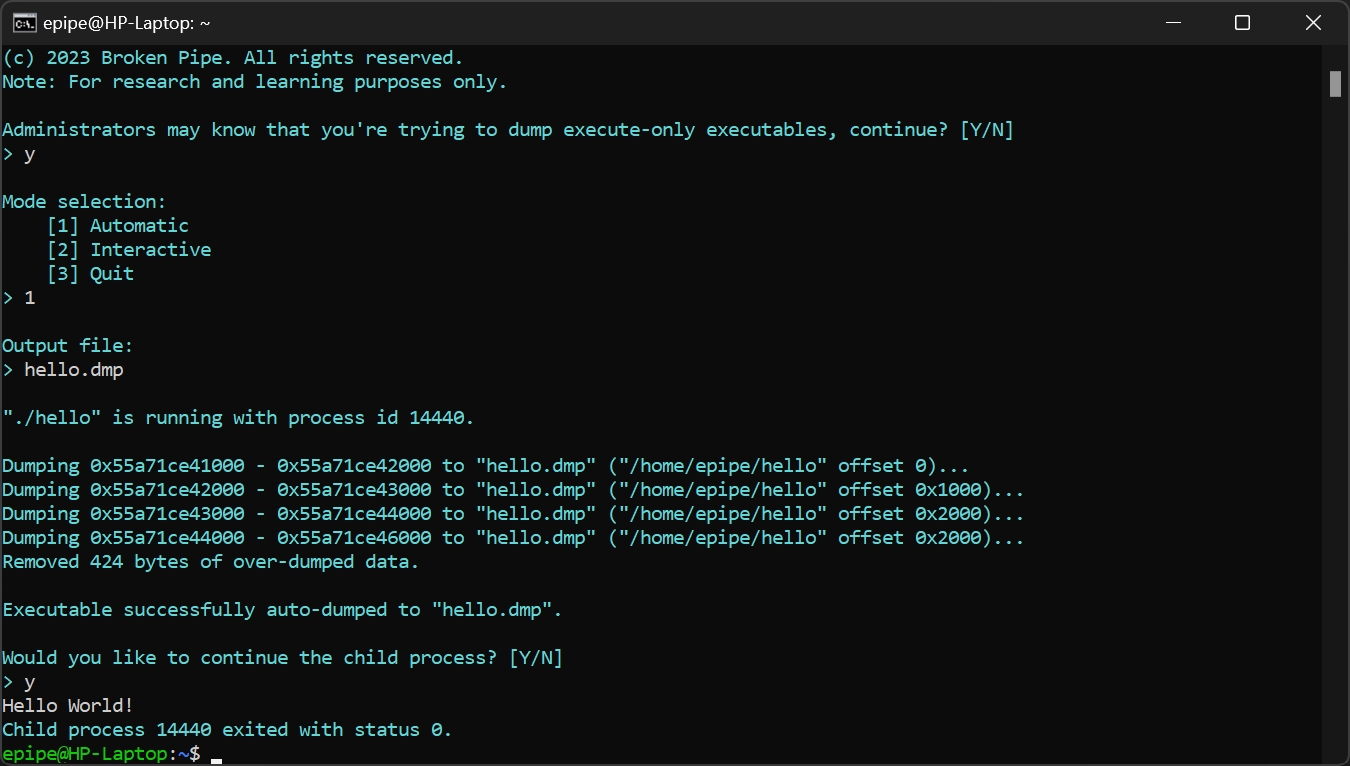 epipe@HP-Laptop: ~
(c) 2023 Broken Pipe. All rights reserved.
Note: For research and learning purposes only.
Administrators may know that you're trying to dump execute-only executables, continue? [Y/N]
> y
Mode selection:
[1] Automatic
[2] Interactive
[3] Quit
> 1
Output file:
> hello.dmp
"./hello" is running with process id 14440.
Dumping 0x55a71ce41000 - 0x55a71ce42000 to "hello.dmp" ("/home/epipe/hello" offset 0)...
Dumping 0x55a71ce42000 - 0x55a71ce43000 to "hello.dmp" ("/home/epipe/hello" offset 0x1000)...
Dumping 0x55a71ce43000 - 0x55a71ce44000 to "hello.dmp" ("/home/epipe/hello" offset 0x2000)...
Dumping 0x55a71ce44000 - 0x55a71ce46000 to "hello.dmp" ("/home/epipe/hello" offset 0x2000)...
Removed 424 bytes of over-dumped data.
Executable successfully auto-dumped to "hello.dmp".
Would you like to continue the child process? [Y/N]
> y
Hello World!
Child process 14440 exited with status 0.
epipe@HP-Laptop:~$